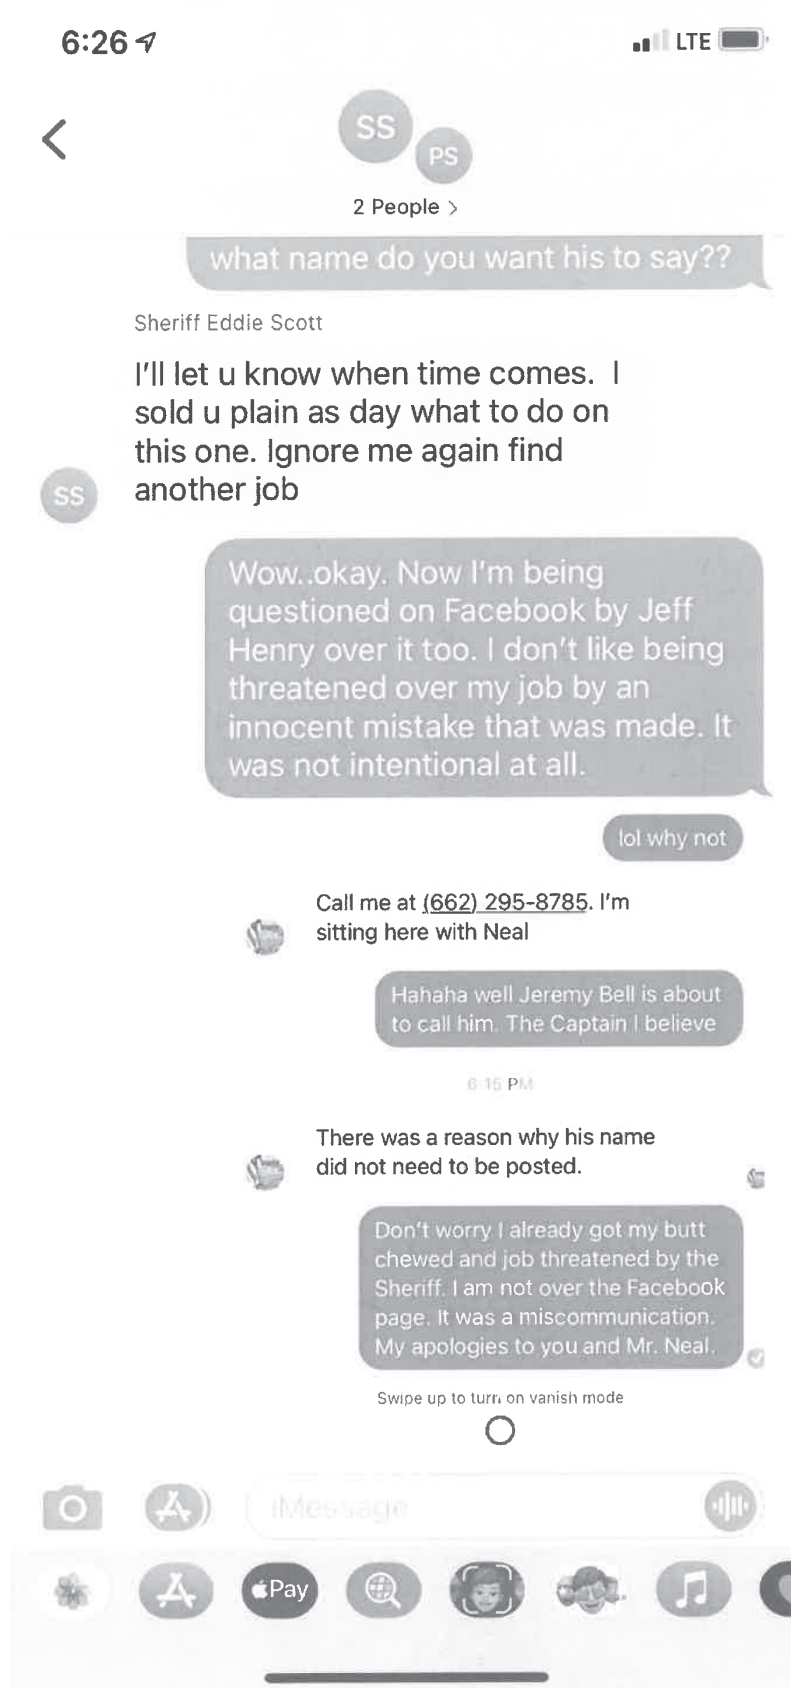 6:26
LTE
SS
PS
2 People >
what name do you want his to say??
Sheriff Eddie Scott
I'll let u know when time comes. I
sold u plain as day what to do on
this one. Ignore me again find
another job
SS
Wow..okay. Now I'm being
questioned on Facebook by Jeff
Henry over it too. I don't like being
threatened over my job by an
innocent mistake that was made. It
was not intentional at all.
lol why not
Call me at (662) 295-8785. I'm
sitting here with Neal
Hahaha well Jeremy Bell is about
to call him. The Captain I believe
6:15 PM
There was a reason why his name
did not need to be posted.
Don't worry I already got my butt
chewed and job threatened by the
Sheriff. I am not over the Facebook
page. It was a miscommunication.
My apologies to you and Mr. Neal.
Swipe up to turn on vanish mode
iMessage
Pay